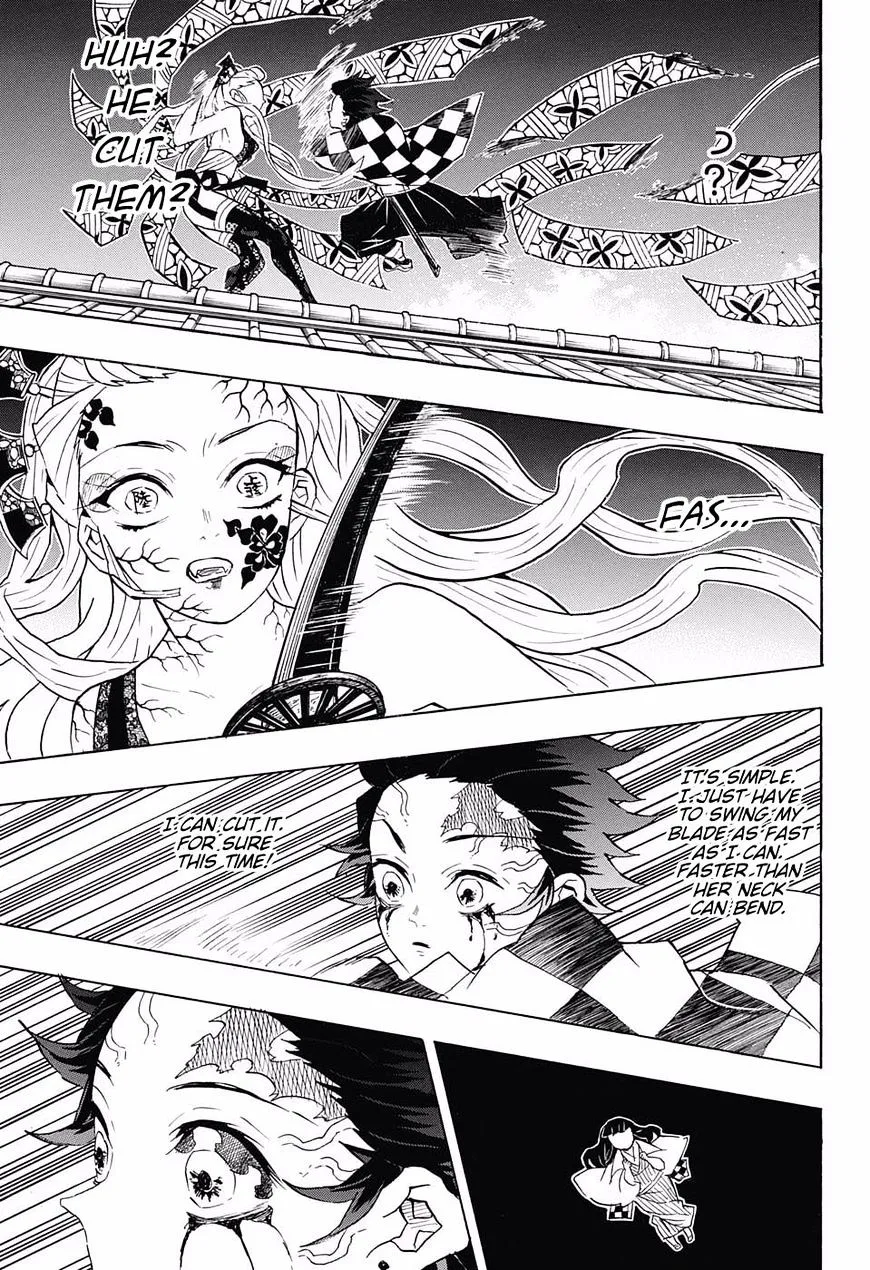 HUH?
HE
CUT
THEM?
?
FAS...
IT'S SIMPLE.
I JUST HAVE
TO SWING MY
BLADE AS FAST
AS I CAN.
FASTER THAN
HER NECK
CAN BEND.
I CAN CUT IT.
FOR SURE
THIS TIME!